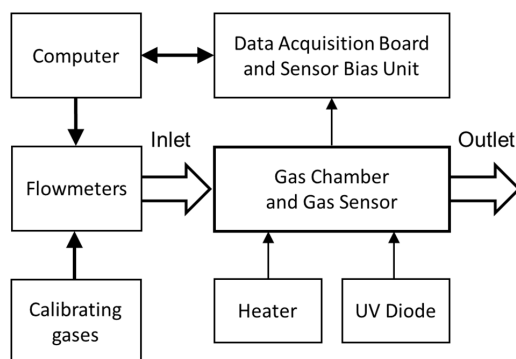 Computer
Data Acquisition Board
and Sensor Bias Unit
Inlet
Outlet
Flowmeters
Gas Chamber
and Gas Sensor
Calibrating
gases
Heater
UV Diode